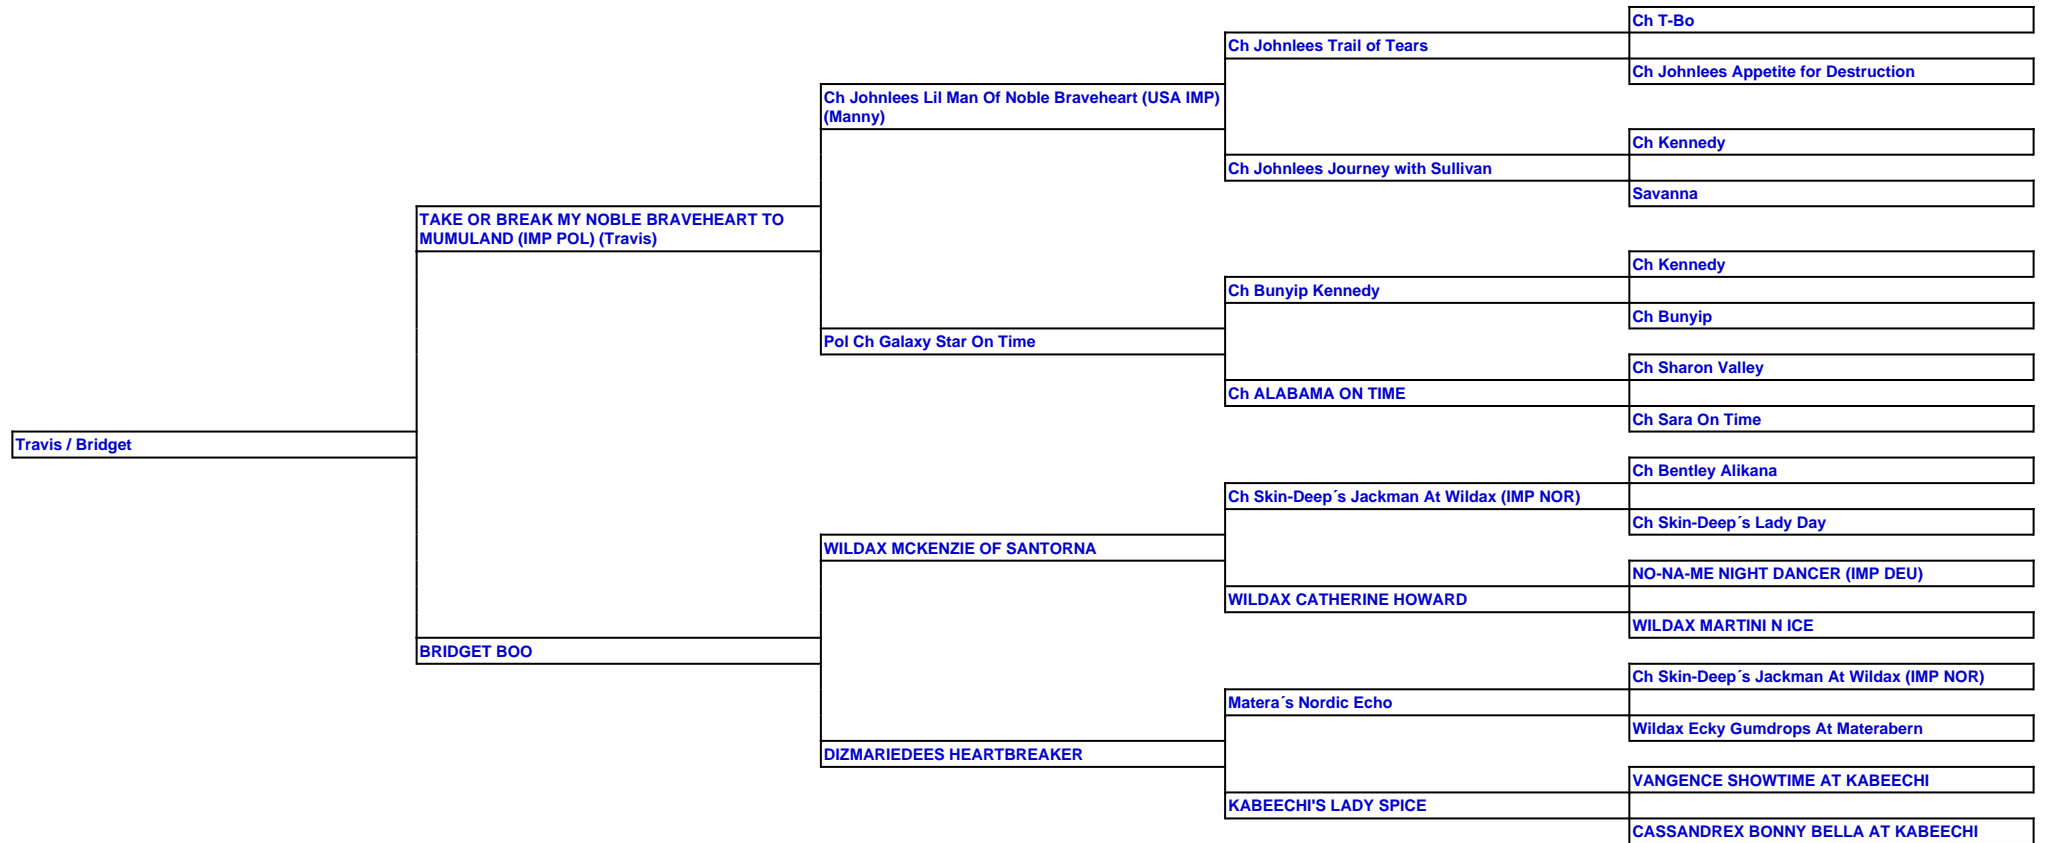 Ch T-Bo
Ch Johnlees Trail of Tears
Ch Johnlees Appetite for Destruction
Ch Johnlees Lil Man Of Noble Braveheart (USA IMP)
(Manny)
Ch Kennedy
Ch Johnlees Journey with Sullivan
Savanna
TAKE OR BREAK MY NOBLE BRAVEHEART TO
MUMULAND (IMP POL) (Travis)
Ch Kennedy
Ch Bunyip Kennedy
Ch Bunyip
Pol Ch Galaxy Star On Time
Ch Sharon Valley
Ch ALABAMA ON TIME
Ch Sara On Time
Travis / Bridget
Ch Bentley Alikana
Ch Skin-Deep´s Jackman At Wildax (IMP NOR)
Ch Skin-Deep´s Lady Day
WILDAX MCKENZIE OF SANTORNA
NO-NA-ME NIGHT DANCER (IMP DEU)
WILDAX CATHERINE HOWARD
WILDAX MARTINI N ICE
BRIDGET BOO
Ch Skin-Deep´s Jackman At Wildax (IMP NOR)
Matera´s Nordic Echo
Wildax Ecky Gumdrops At Materabern
DIZMARIEDEES HEARTBREAKER
VANGENCE SHOWTIME AT KABEECHI
KABEECHI'S LADY SPICE
CASSANDREX BONNY BELLA AT KABEECHI